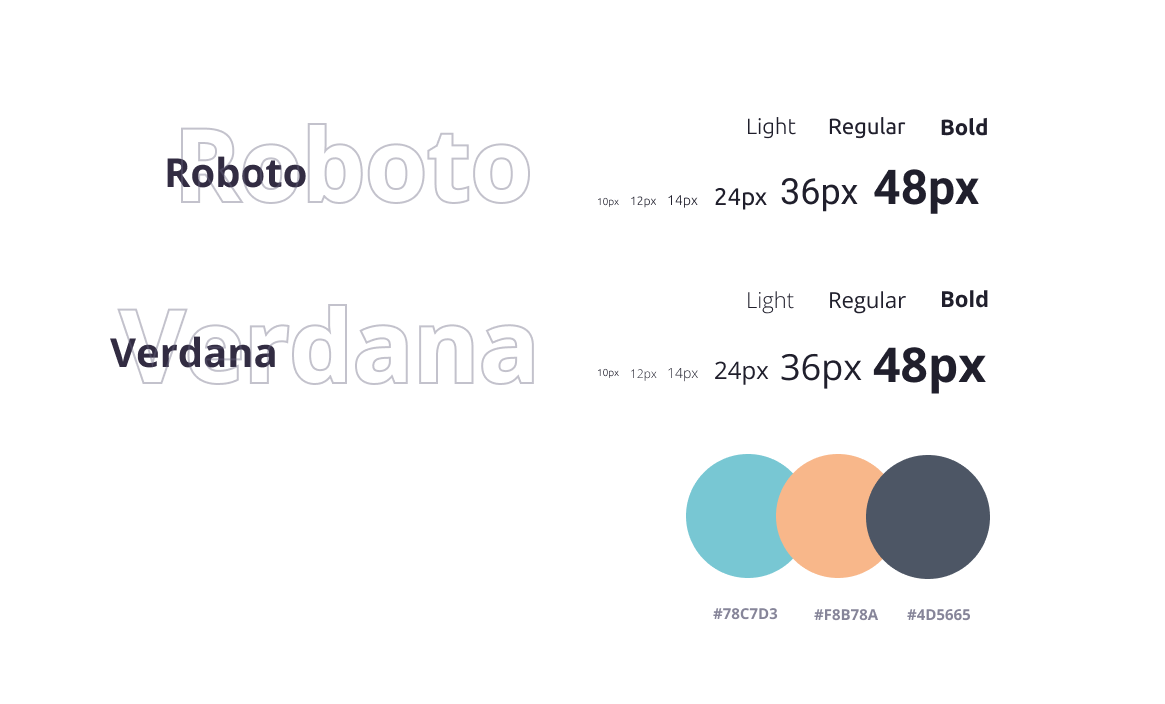 Roboto
Roboto
Light Regular Bold
10px 12px 14px 24px 36px 48px
Verdana
Verdana
Light Regular Bold
10px 12px 14px 24px 36px 48px
#78C7D3 #F8B78A #4D5665